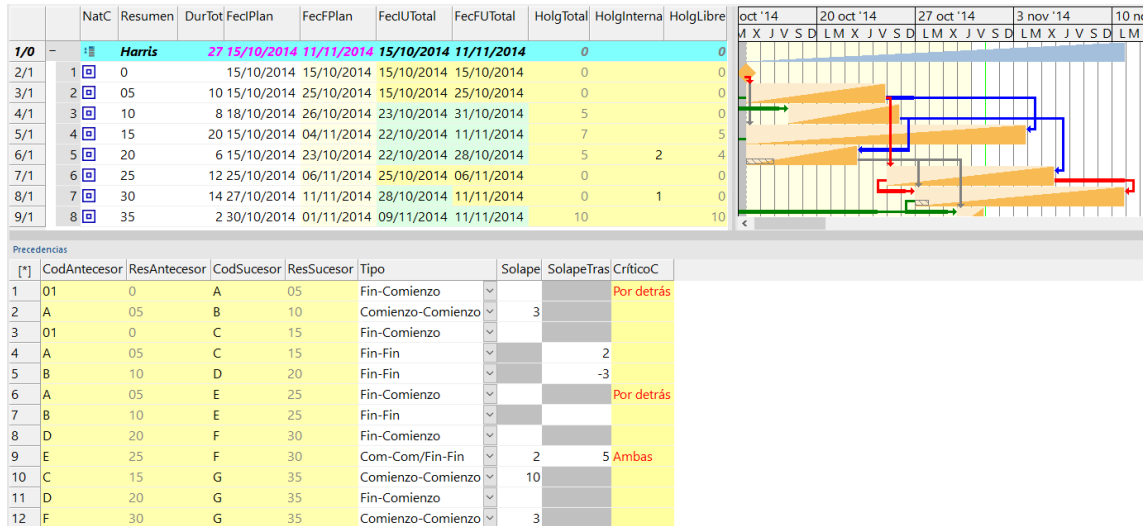 NatC Resumen DurTot FecIPlan FecFPlan FecIUTotal FecFUTotal HolgTotal HolgInterna HolgLibre oct '14 20 oct '14 27 oct '14 3 nov '14 10 no
M X J V S D L M X J V S D L M X J V S D L M X J V S D L M X
1/0 − Harris 27 15/10/2014 11/11/2014 15/10/2014 11/11/2014 0 0
2/1 1 0 15/10/2014 15/10/2014 15/10/2014 15/10/2014 0 0
3/1 2 05 10 15/10/2014 25/10/2014 15/10/2014 25/10/2014 0 0
4/1 3 10 8 18/10/2014 26/10/2014 23/10/2014 31/10/2014 5 0
5/1 4 15 20 15/10/2014 04/11/2014 22/10/2014 11/11/2014 7 5
6/1 5 20 6 15/10/2014 23/10/2014 22/10/2014 28/10/2014 5 2 4
7/1 6 25 12 25/10/2014 06/11/2014 25/10/2014 06/11/2014 0 0
8/1 7 30 14 27/10/2014 11/11/2014 28/10/2014 11/11/2014 0 1 0
9/1 8 35 2 30/10/2014 01/11/2014 09/11/2014 11/11/2014 10 10
Precedencias
[*] CodAntecesor ResAntecesor CodSucesor ResSucesor Tipo Solape SolapeTras CríticoC
1 01 0 A 05 Fin-Comienzo Por detrás
2 A 05 B 10 Comienzo-Comienzo 3
3 01 0 C 15 Fin-Comienzo
4 A 05 C 15 Fin-Fin 2
5 B 10 D 20 Fin-Fin -3
6 A 05 E 25 Fin-Comienzo Por detrás
7 B 10 E 25 Fin-Fin
8 D 20 F 30 Fin-Comienzo
9 E 25 F 30 Com-Com/Fin-Fin 2 5 Ambas
10 C 15 G 35 Comienzo-Comienzo 10
11 D 20 G 35 Fin-Comienzo
12 F 30 G 35 Comienzo-Comienzo 3